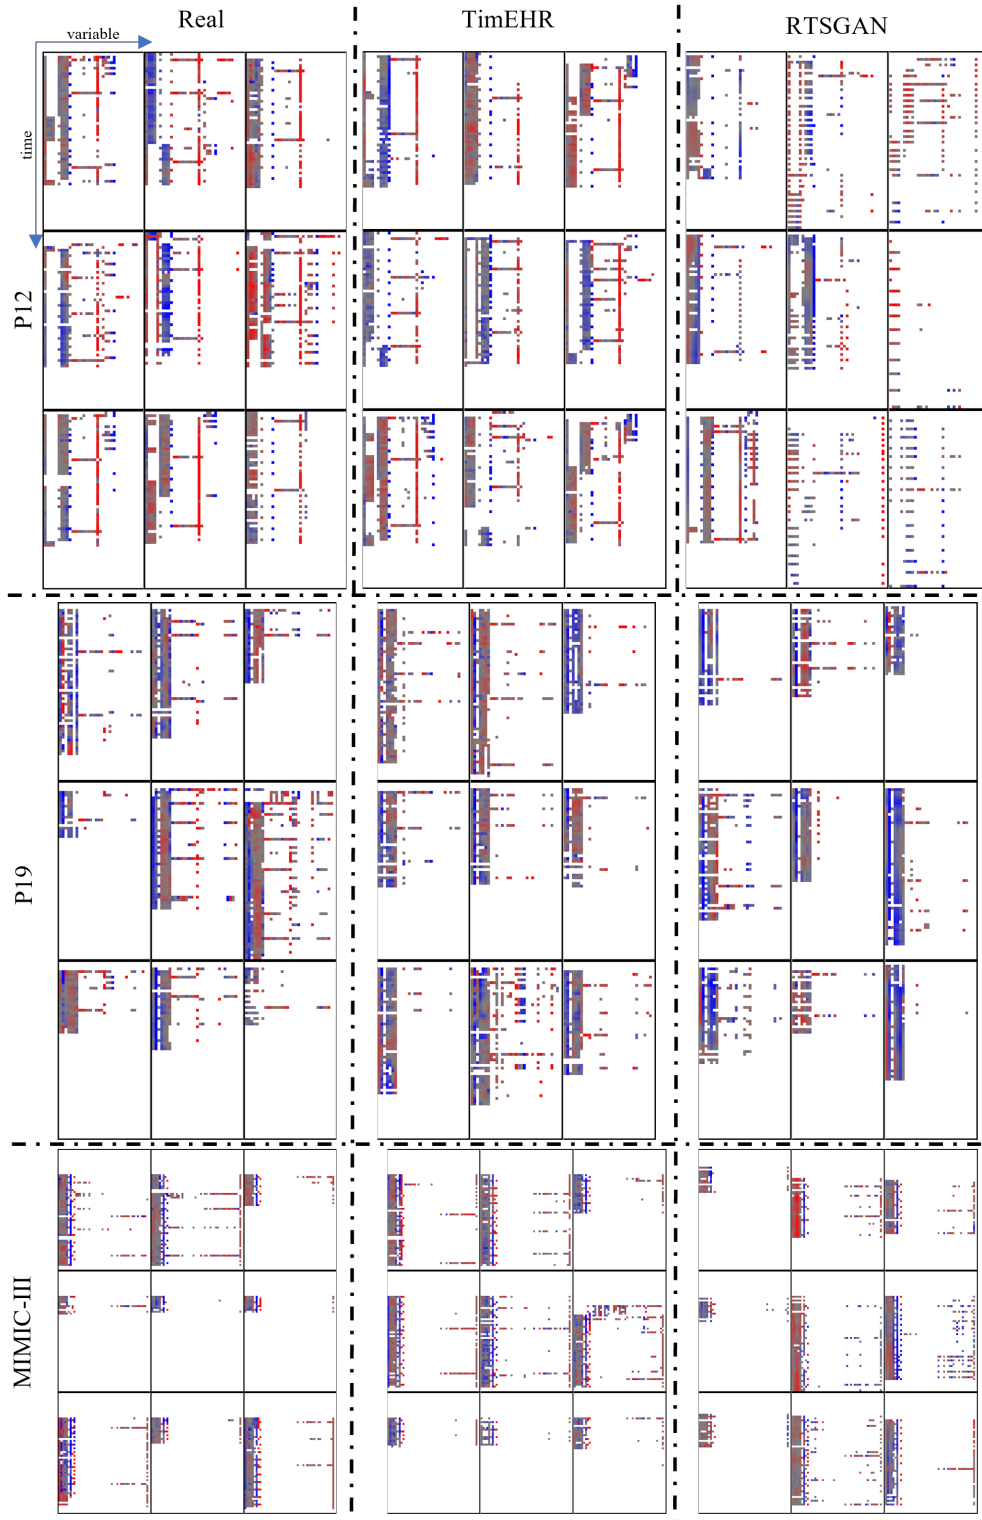 Real
TimEHR
RTSGAN
variable
time
P12
P19
MIMIC-III